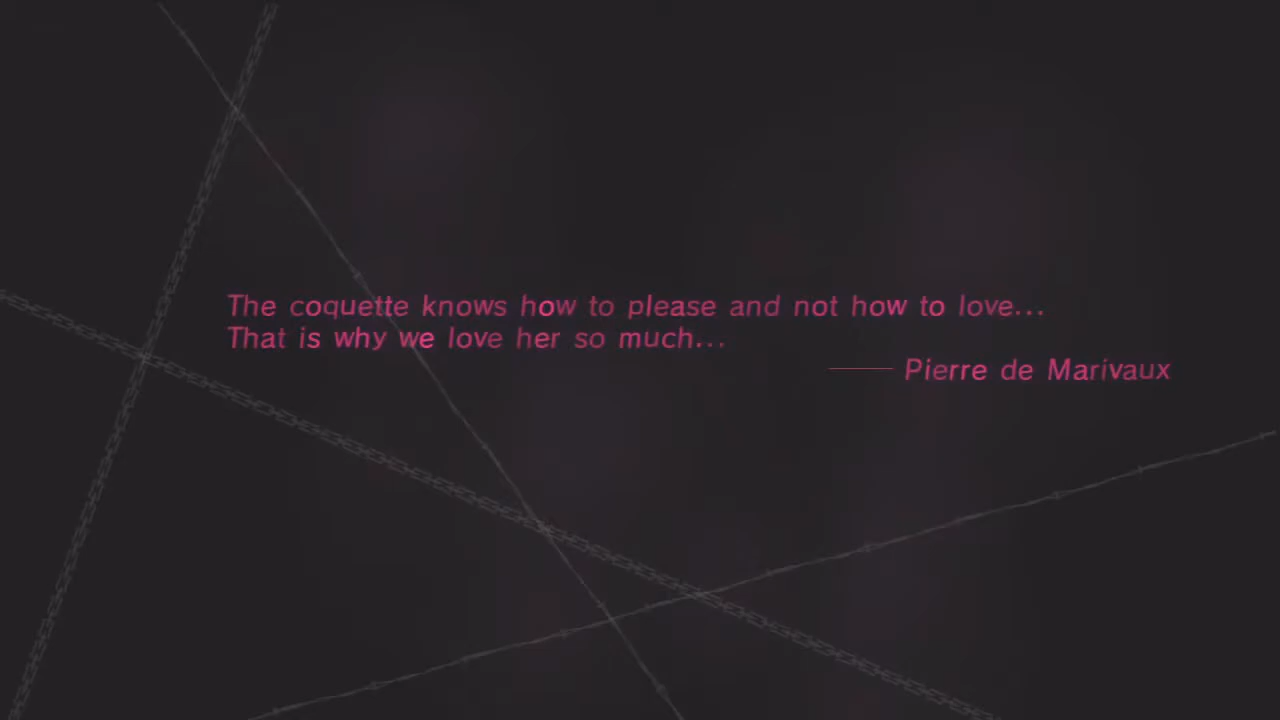 The coquette knows how to please and not how to love...
That is why we love her so much...
—— Pierre de Marivaux